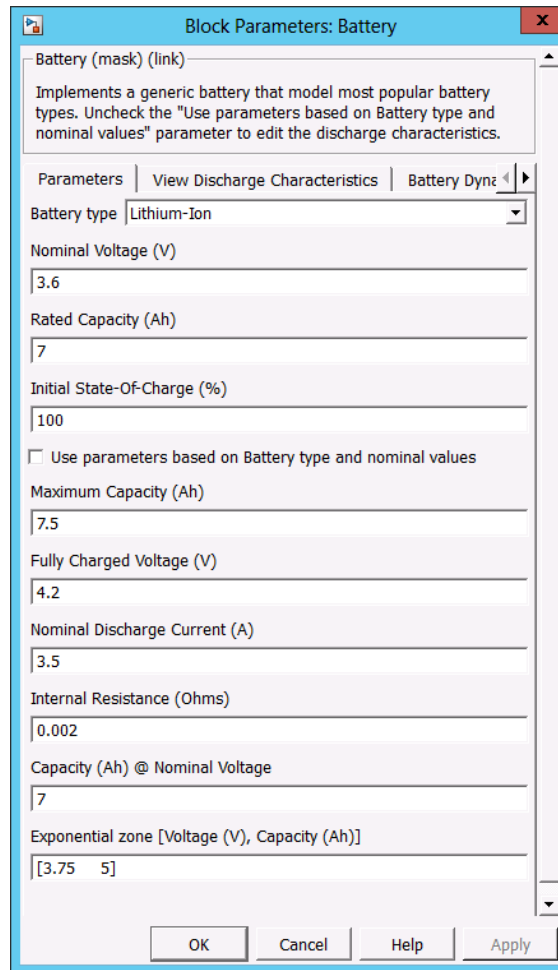 Block Parameters: Battery
x
Battery (mask) (link)
Implements a generic battery that model most popular battery
types. Uncheck the "Use parameters based on Battery type and
nominal values" parameter to edit the discharge characteristics.
Parameters View Discharge Characteristics Battery Dyna
Battery type Lithium-Ion
Nominal Voltage (V)
3.6
Rated Capacity (Ah)
7
Initial State-Of-Charge (%)
100
Use parameters based on Battery type and nominal values
Maximum Capacity (Ah)
7.5
Fully Charged Voltage (V)
4.2
Nominal Discharge Current (A)
3.5
Internal Resistance (Ohms)
0.002
Capacity (Ah) @ Nominal Voltage
7
Exponential zone [Voltage (V), Capacity (Ah)]
[3.75 5]
OK Cancel Help Apply